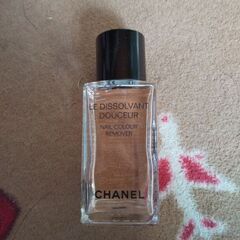 LE DISSOLVANT
DOUCEUR
NAIL COLOUR
REMOVER
CHANEL